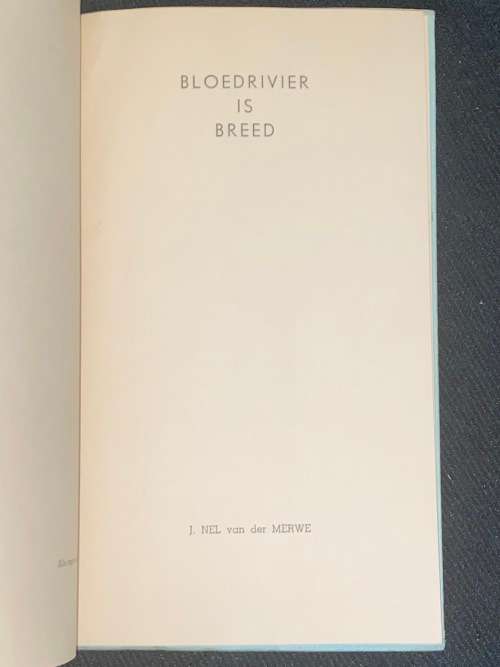 BLOEDRIVIER
IS
BREED
J. NEL van der MERWE